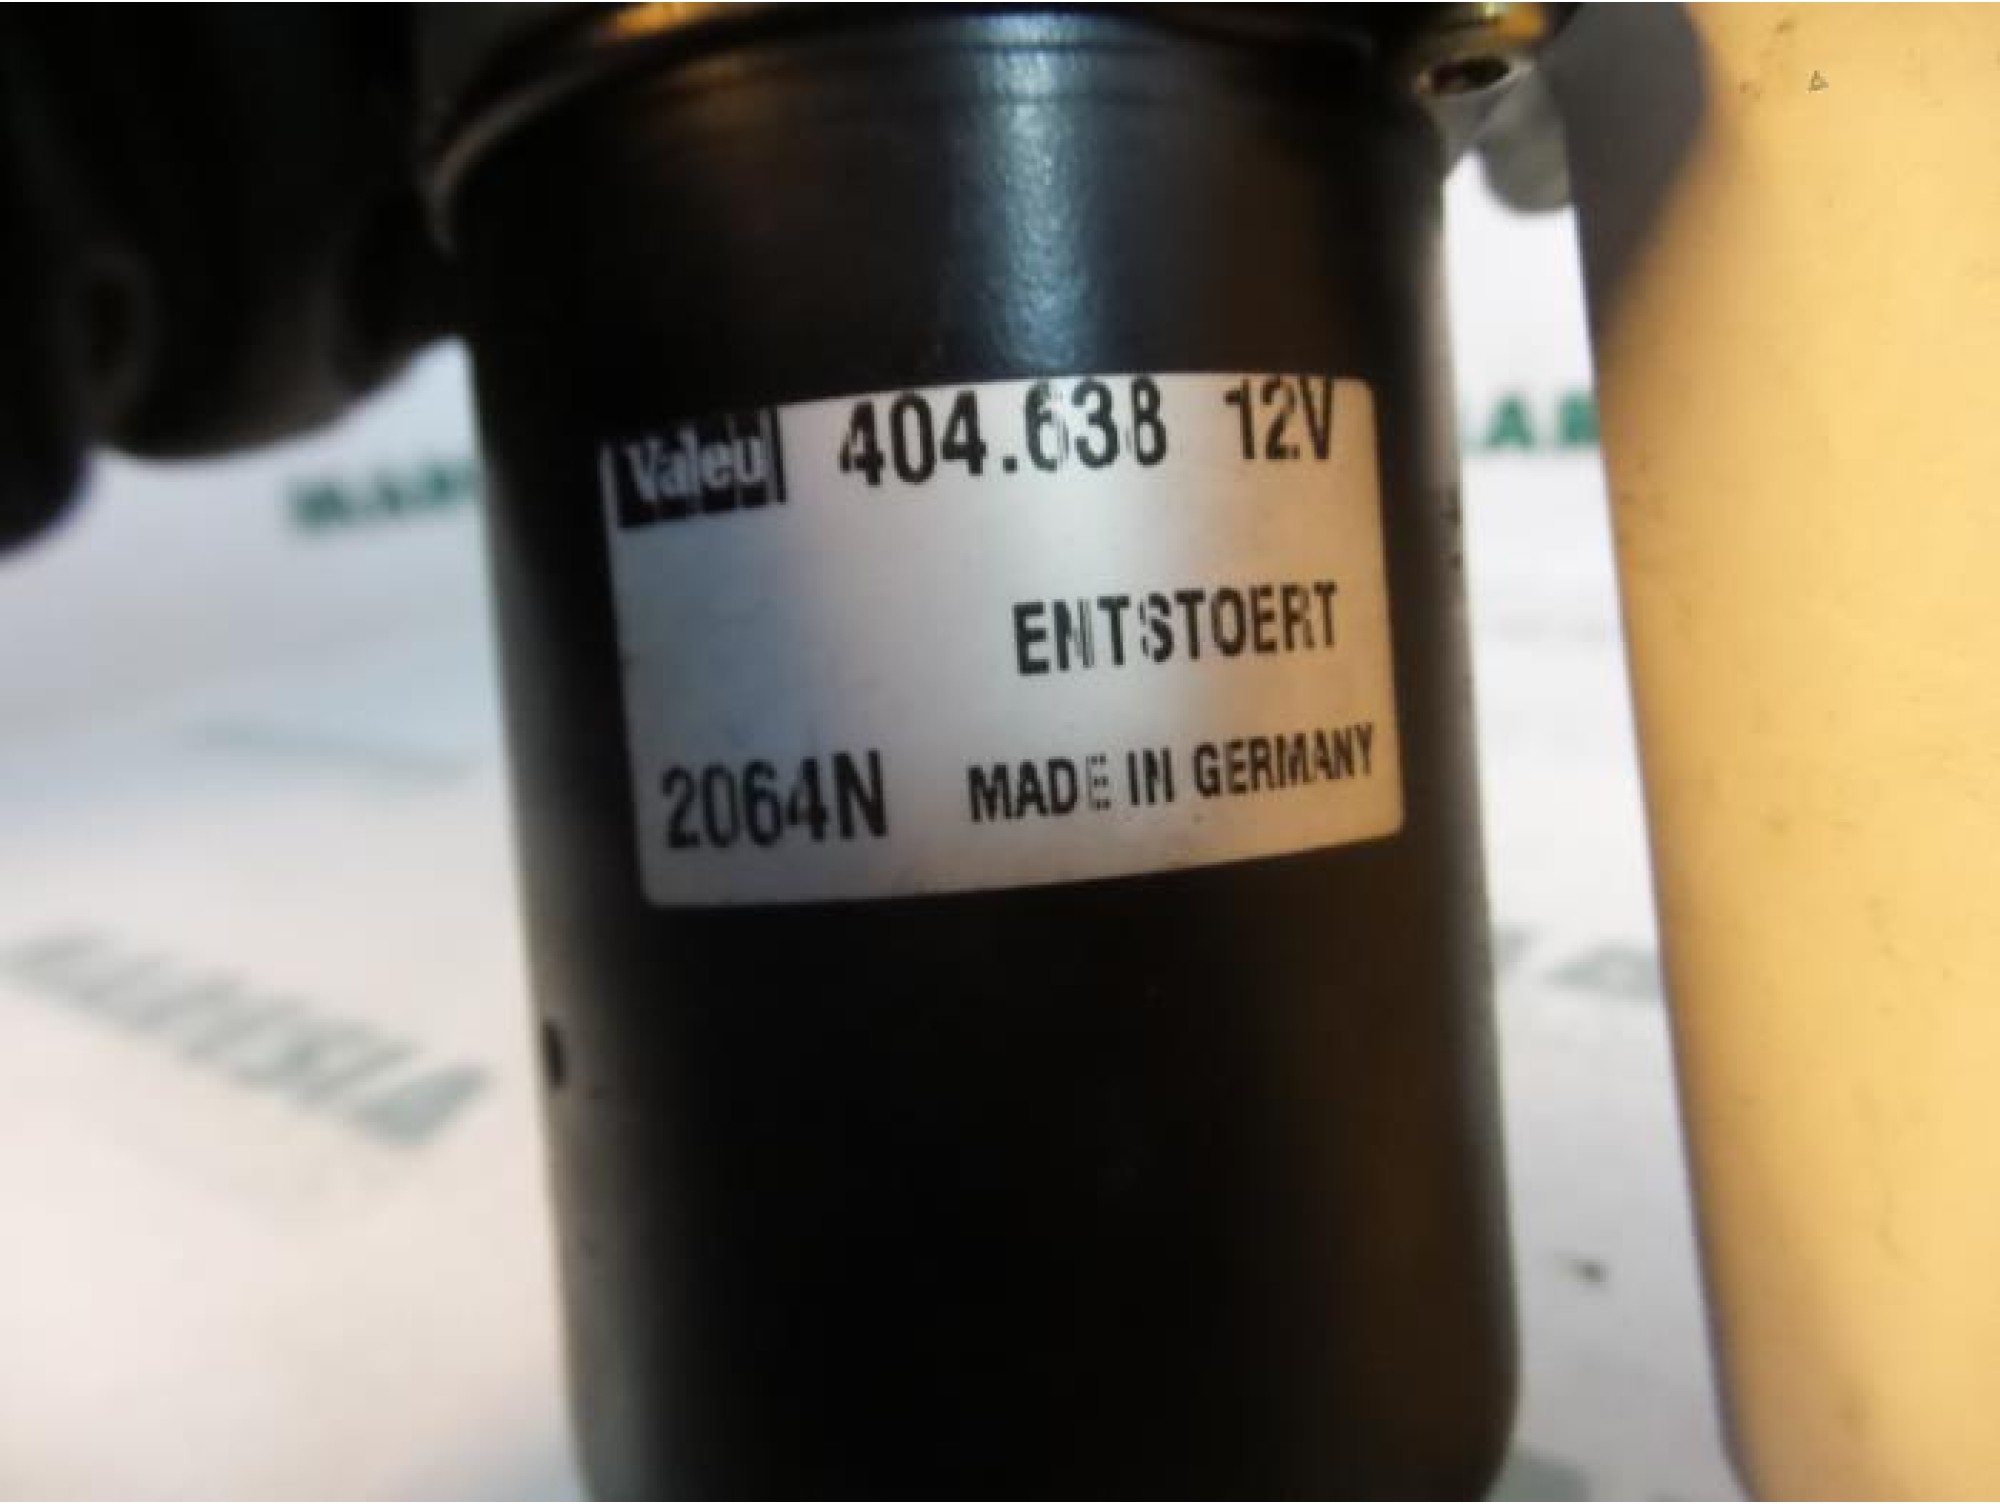 Valeo 404.638 12V
ENTSTOERT
2064N MADE IN GERMANY